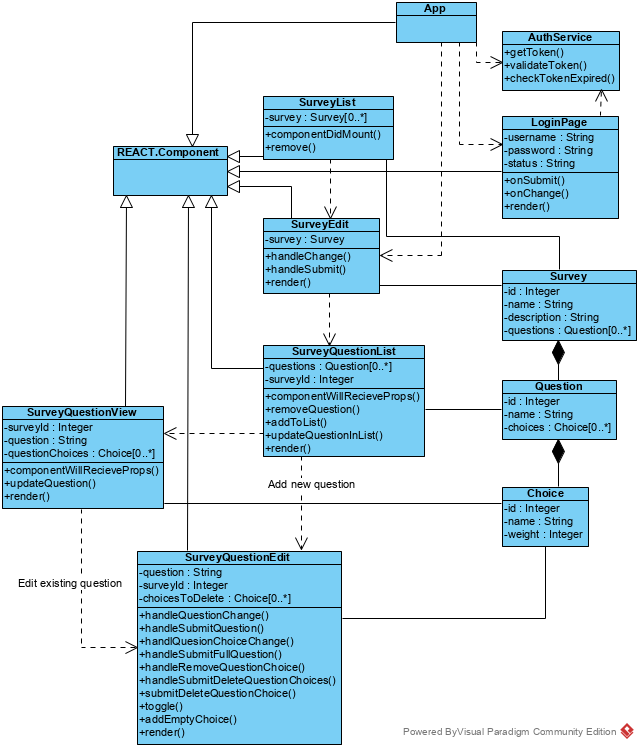 App
AuthService
+getToken()
+validateToken()
+checkTokenExpired()
SurveyList
-survey : Survey[0..*]
+componentDidMount()
+remove()
LoginPage
-username : String
-password : String
-status : String
+onSubmit()
+onChange()
+render()
REACT.Component
SurveyEdit
-survey : Survey
+handleChange()
+handleSubmit()
+render()
Survey
-id : Integer
-name : String
-description : String
-questions : Question[0..*]
SurveyQuestionList
-questions : Question[0..*]
-surveyId : Integer
+componentWillRecieveProps()
+removeQuestion()
+addToList()
+updateQuestionInList()
+render()
Question
-id : Integer
-name : String
-choices : Choice[0..*]
SurveyQuestionView
-surveyId : Integer
-question : String
-questionChoices : Choice[0..*]
+componentWillRecieveProps()
+updateQuestion()
+render()
Add new question
Choice
-id : Integer
-name : String
-weight : Integer
SurveyQuestionEdit
-question : String
-surveyId : Integer
-choicesToDelete : Choice[0..*]
+handleQuestionChange()
+handleSubmitQuestion()
+handlQuesionChoiceChange()
+handleSubmitFullQuestion()
+handleRemoveQuestionChoice()
+handleSubmitDeleteQuestionChoices()
+submitDeleteQuestionChoice()
+toggle()
+addEmptyChoice()
+render()
Edit existing question
Powered ByVisual Paradigm Community Edition